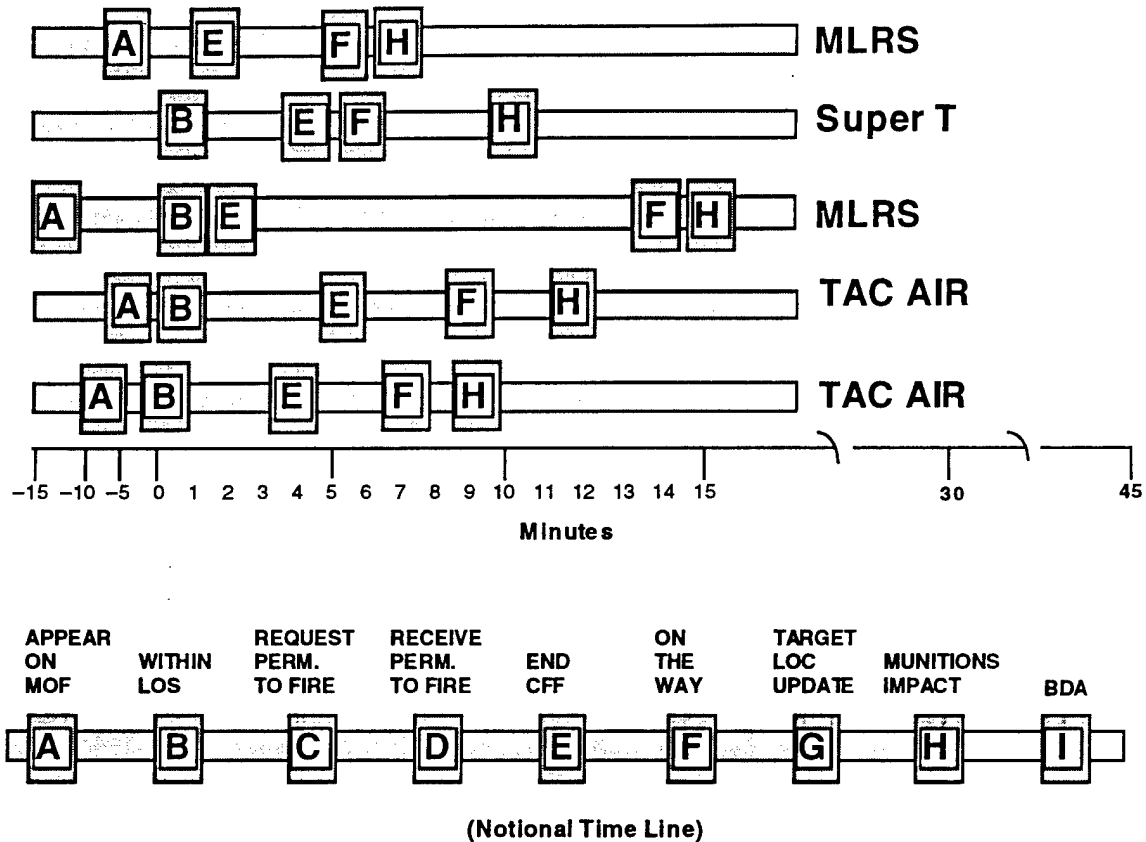 A E F H MLRS
B E F H Super T
A B E F H MLRS
A B E F H TAC AIR
A B E F H TAC AIR
−15 −10 −5 0 1 2 3 4 5 6 7 8 9 10 11 12 13 14 15 30 45
Minutes
APPEAR ON MOF
WITHIN LOS
REQUEST PERM. TO FIRE
RECEIVE PERM. TO FIRE
END CFF
ON THE WAY
TARGET LOC UPDATE
MUNITIONS IMPACT
BDA
A B C D E F G H I
(Notional Time Line)